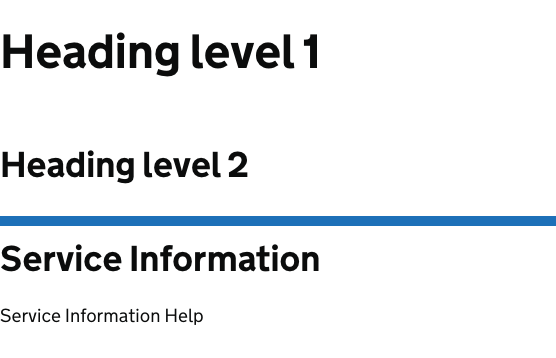 Heading level 1
Heading level 2
Service Information
Service Information Help